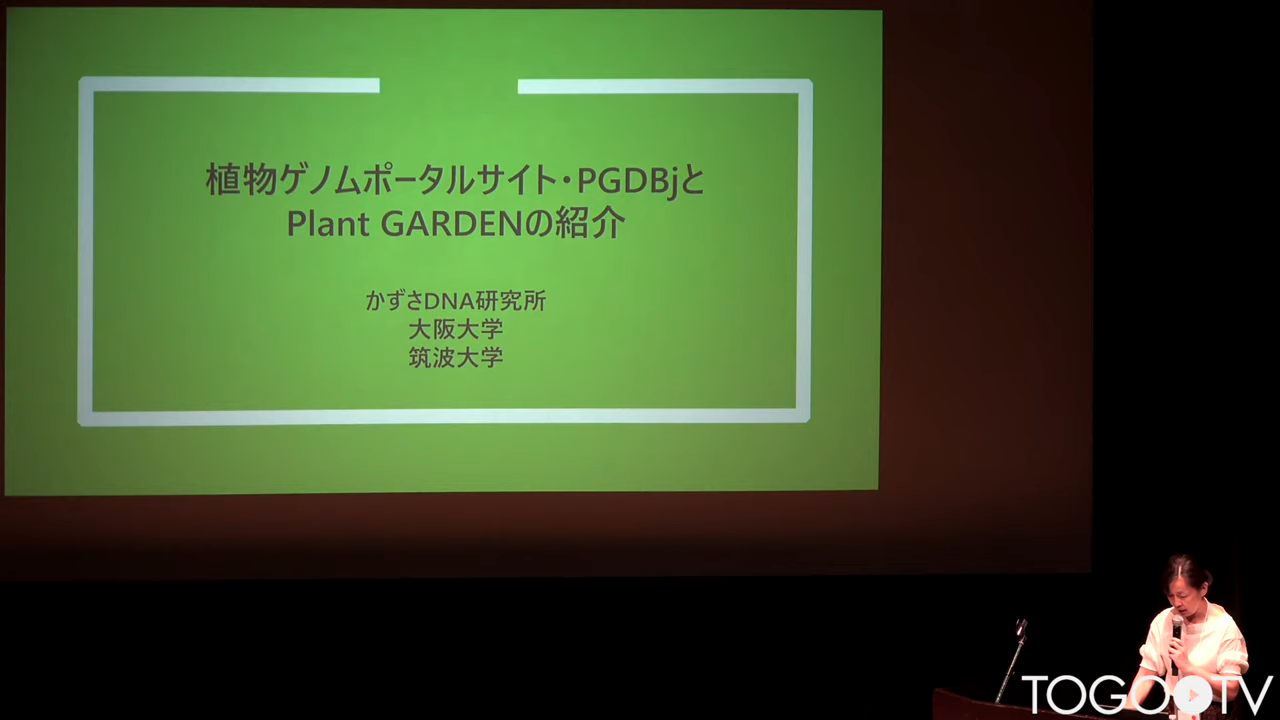 植物ゲノムポータルサイト・PGDBjと
Plant GARDENの紹介
かずさDNA研究所
大阪大学
筑波大学
TOGOTV